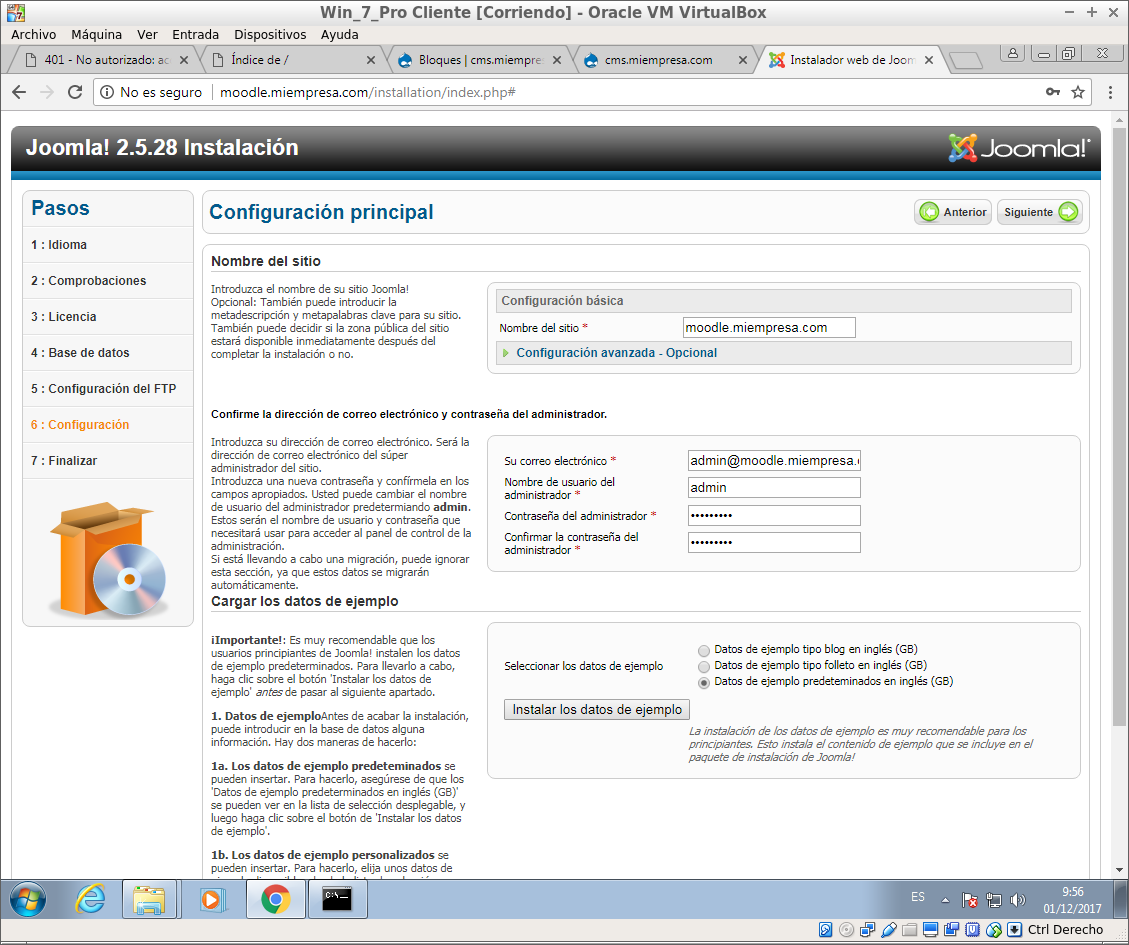 Win_7_Pro Cliente [Corriendo] - Oracle VM VirtualBox
Archivo Máquina Ver Entrada Dispositivos Ayuda
401 - No autorizado: ac
Índice de /
Bloques | cms.miempres
cms.miempresa.com
Instalador web de Joom
No es seguro moodle.miempresa.com/installation/index.php#
Joomla! 2.5.28 Instalación
Joomla!
Pasos
1 : Idioma
2 : Comprobaciones
3 : Licencia
4 : Base de datos
5 : Configuración del FTP
6 : Configuración
7 : Finalizar
Configuración principal
Anterior
Siguiente
Nombre del sitio
Introduzca el nombre de su sitio Joomla!
Opcional: También puede introducir la
metadescripción y metapalabras clave para su sitio.
También puede decidir si la zona pública del sitio
estará disponible inmediatamente después del
completar la instalación o no.
Configuración básica
Nombre del sitio * moodle.miempresa.com
Configuración avanzada - Opcional
Confirme la dirección de correo electrónico y contraseña del administrador.
Introduzca su dirección de correo electrónico. Será la
dirección de correo electrónico del súper
administrador del sitio.
Introduzca una nueva contraseña y confírmela en los
campos apropiados. Usted puede cambiar el nombre
de usuario del administrador predetermiando admin.
Estos serán el nombre de usuario y contraseña que
necesitará usar para acceder al panel de control de la
administración.
Si está llevando a cabo una migración, puede ignorar
esta sección, ya que estos datos se migrarán
automáticamente.
Su correo electrónico * admin@moodle.miempresa.
Nombre de usuario del
administrador * admin
Contraseña del administrador * •••••••••
Confirmar la contraseña del
administrador * •••••••••
Cargar los datos de ejemplo
¡Importante!: Es muy recomendable que los
usuarios principiantes de Joomla! instalen los datos
de ejemplo predeterminados. Para llevarlo a cabo,
haga clic sobre el botón 'Instalar los datos de
ejemplo' antes de pasar al siguiente apartado.
1. Datos de ejemploAntes de acabar la instalación,
puede introducir en la base de datos alguna
información. Hay dos maneras de hacerlo:
1a. Los datos de ejemplo predeteminados se
pueden insertar. Para hacerlo, asegúrese de que los
'Datos de ejemplo predeterminados en inglés (GB)'
se pueden ver en la lista de selección desplegable, y
luego haga clic sobre el botón de 'Instalar los datos
de ejemplo'.
1b. Los datos de ejemplo personalizados se
pueden insertar. Para hacerlo, elija unos datos de
Seleccionar los datos de ejemplo
Datos de ejemplo tipo blog en inglés (GB)
Datos de ejemplo tipo folleto en inglés (GB)
Datos de ejemplo predeteminados en inglés (GB)
Instalar los datos de ejemplo
La instalación de los datos de ejemplo es muy recomendable para los
principiantes. Esto instala el contenido de ejemplo que se incluye en el
paquete de instalación de Joomla!
ES
9:56
01/12/2017
Ctrl Derecho